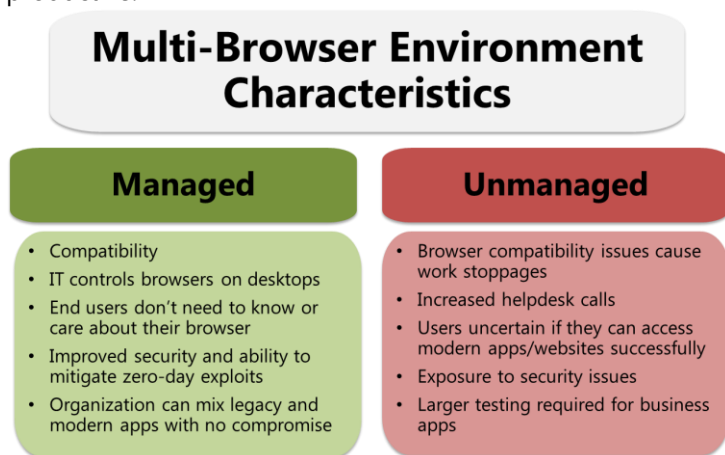 Multi-Browser Environment
Characteristics
Managed
• Compatibility
• IT controls browsers on desktops
• End users don’t need to know or
care about their browser
• Improved security and ability to
mitigate zero-day exploits
• Organization can mix legacy and
modern apps with no compromise
Unmanaged
• Browser compatibility issues cause
work stoppages
• Increased helpdesk calls
• Users uncertain if they can access
modern apps/websites successfully
• Exposure to security issues
• Larger testing required for business
apps